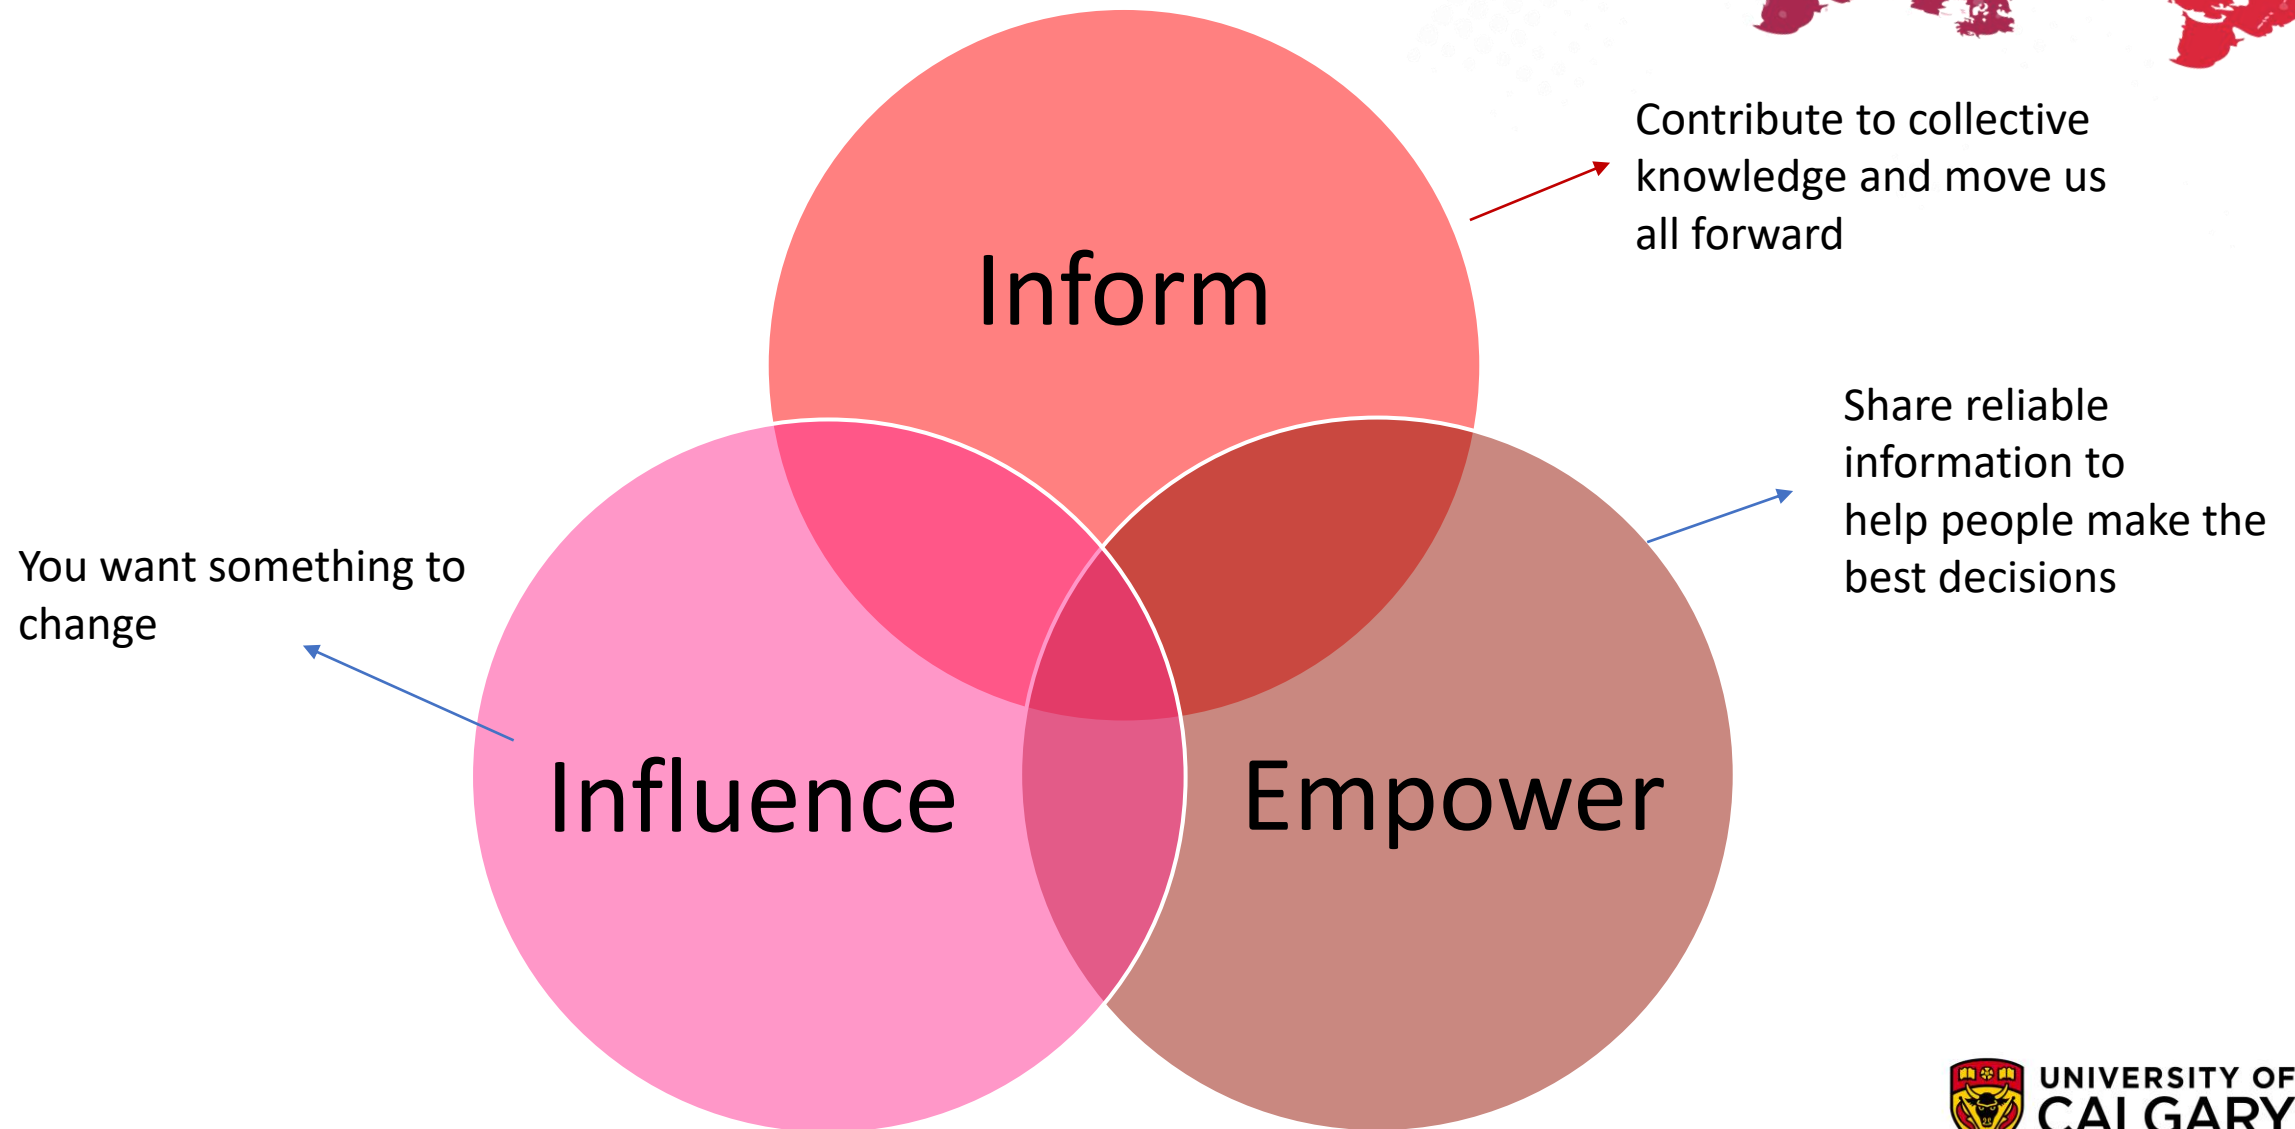 Contribute to collective
knowledge and move us
all forward
Inform
Share reliable
information to
help people make the
best decisions
You want something to
change
Influence
Empower
UNIVERSITY OF
CALGARY